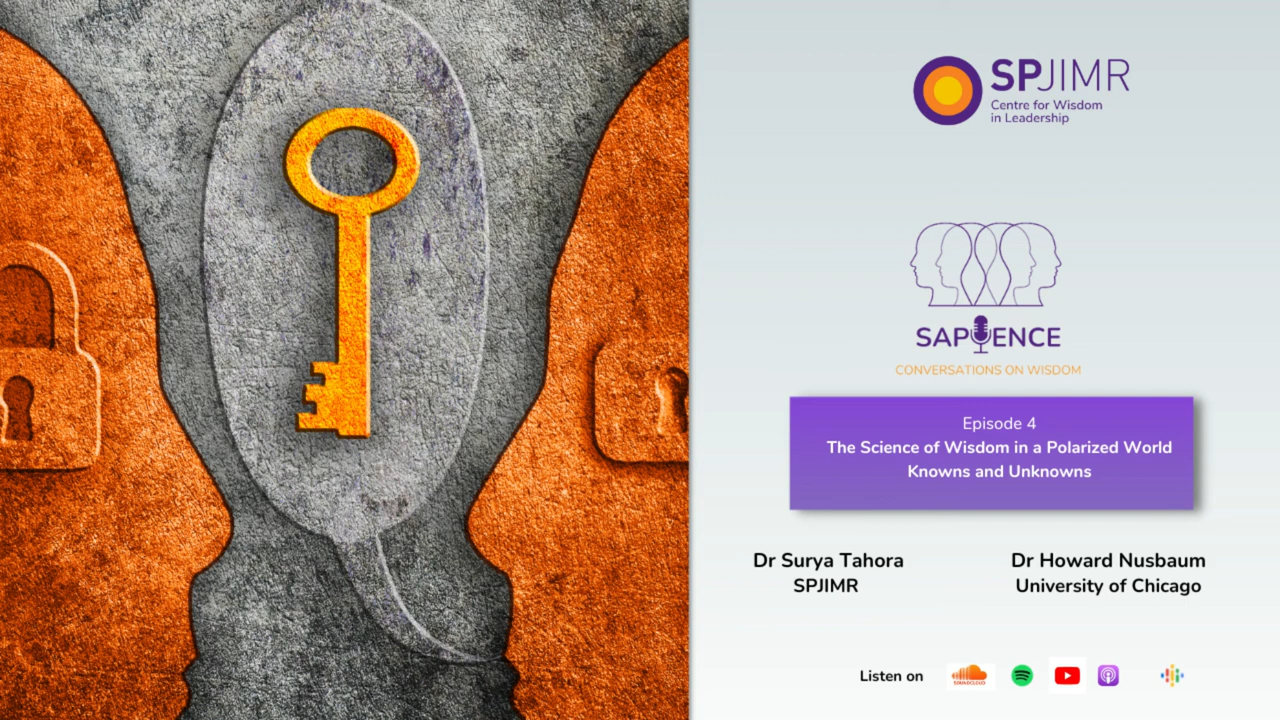 SPJIMR
Centre for Wisdom
in Leadership
SAPIENCE
CONVERSATIONS ON WISDOM
Episode 4
The Science of Wisdom in a Polarized World
Knowns and Unknowns
Dr Surya Tahora
SPJIMR
Dr Howard Nusbaum
University of Chicago
Listen on
SOUNDCLOUD